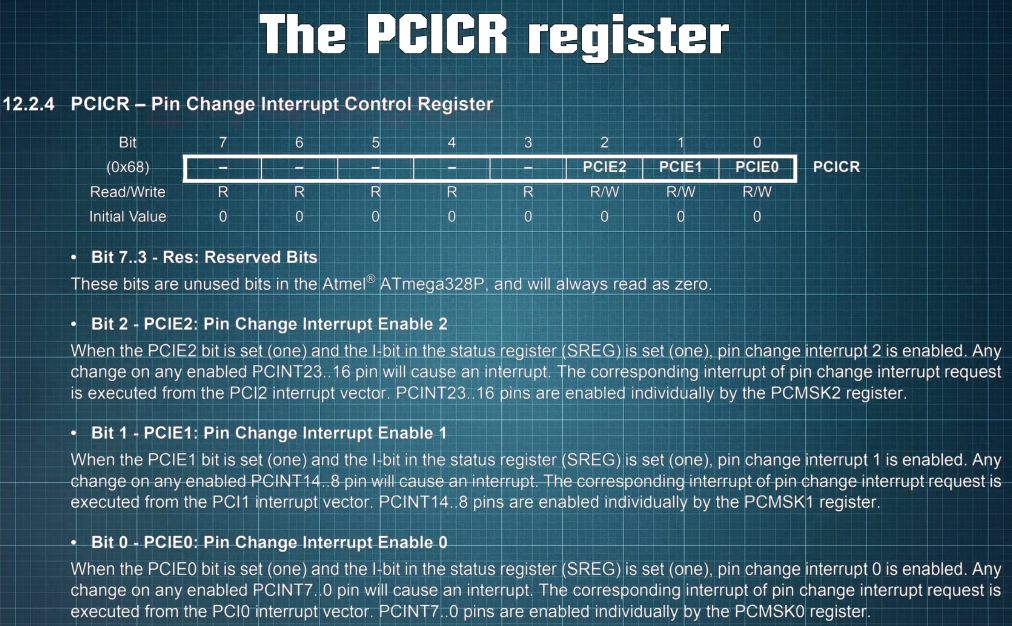 The PCICR register
12.2.4 PCICR – Pin Change Interrupt Control Register
Bit 7 6 5 4 3 2 1 0
(0x68) – – – – – PCIE2 PCIE1 PCIE0 PCICR
Read/Write R R R R R R/W R/W R/W
Initial Value 0 0 0 0 0 0 0 0
• Bit 7..3 - Res: Reserved Bits
These bits are unused bits in the Atmel® ATmega328P, and will always read as zero.
• Bit 2 - PCIE2: Pin Change Interrupt Enable 2
When the PCIE2 bit is set (one) and the I-bit in the status register (SREG) is set (one), pin change interrupt 2 is enabled. Any
change on any enabled PCINT23..16 pin will cause an interrupt. The corresponding interrupt of pin change interrupt request
is executed from the PCI2 interrupt vector. PCINT23..16 pins are enabled individually by the PCMSK2 register.
• Bit 1 - PCIE1: Pin Change Interrupt Enable 1
When the PCIE1 bit is set (one) and the I-bit in the status register (SREG) is set (one), pin change interrupt 1 is enabled. Any
change on any enabled PCINT14..8 pin will cause an interrupt. The corresponding interrupt of pin change interrupt request is
executed from the PCI1 interrupt vector. PCINT14..8 pins are enabled individually by the PCMSK1 register.
• Bit 0 - PCIE0: Pin Change Interrupt Enable 0
When the PCIE0 bit is set (one) and the I-bit in the status register (SREG) is set (one), pin change interrupt 0 is enabled. Any
change on any enabled PCINT7..0 pin will cause an interrupt. The corresponding interrupt of pin change interrupt request is
executed from the PCI0 interrupt vector. PCINT7..0 pins are enabled individually by the PCMSK0 register.